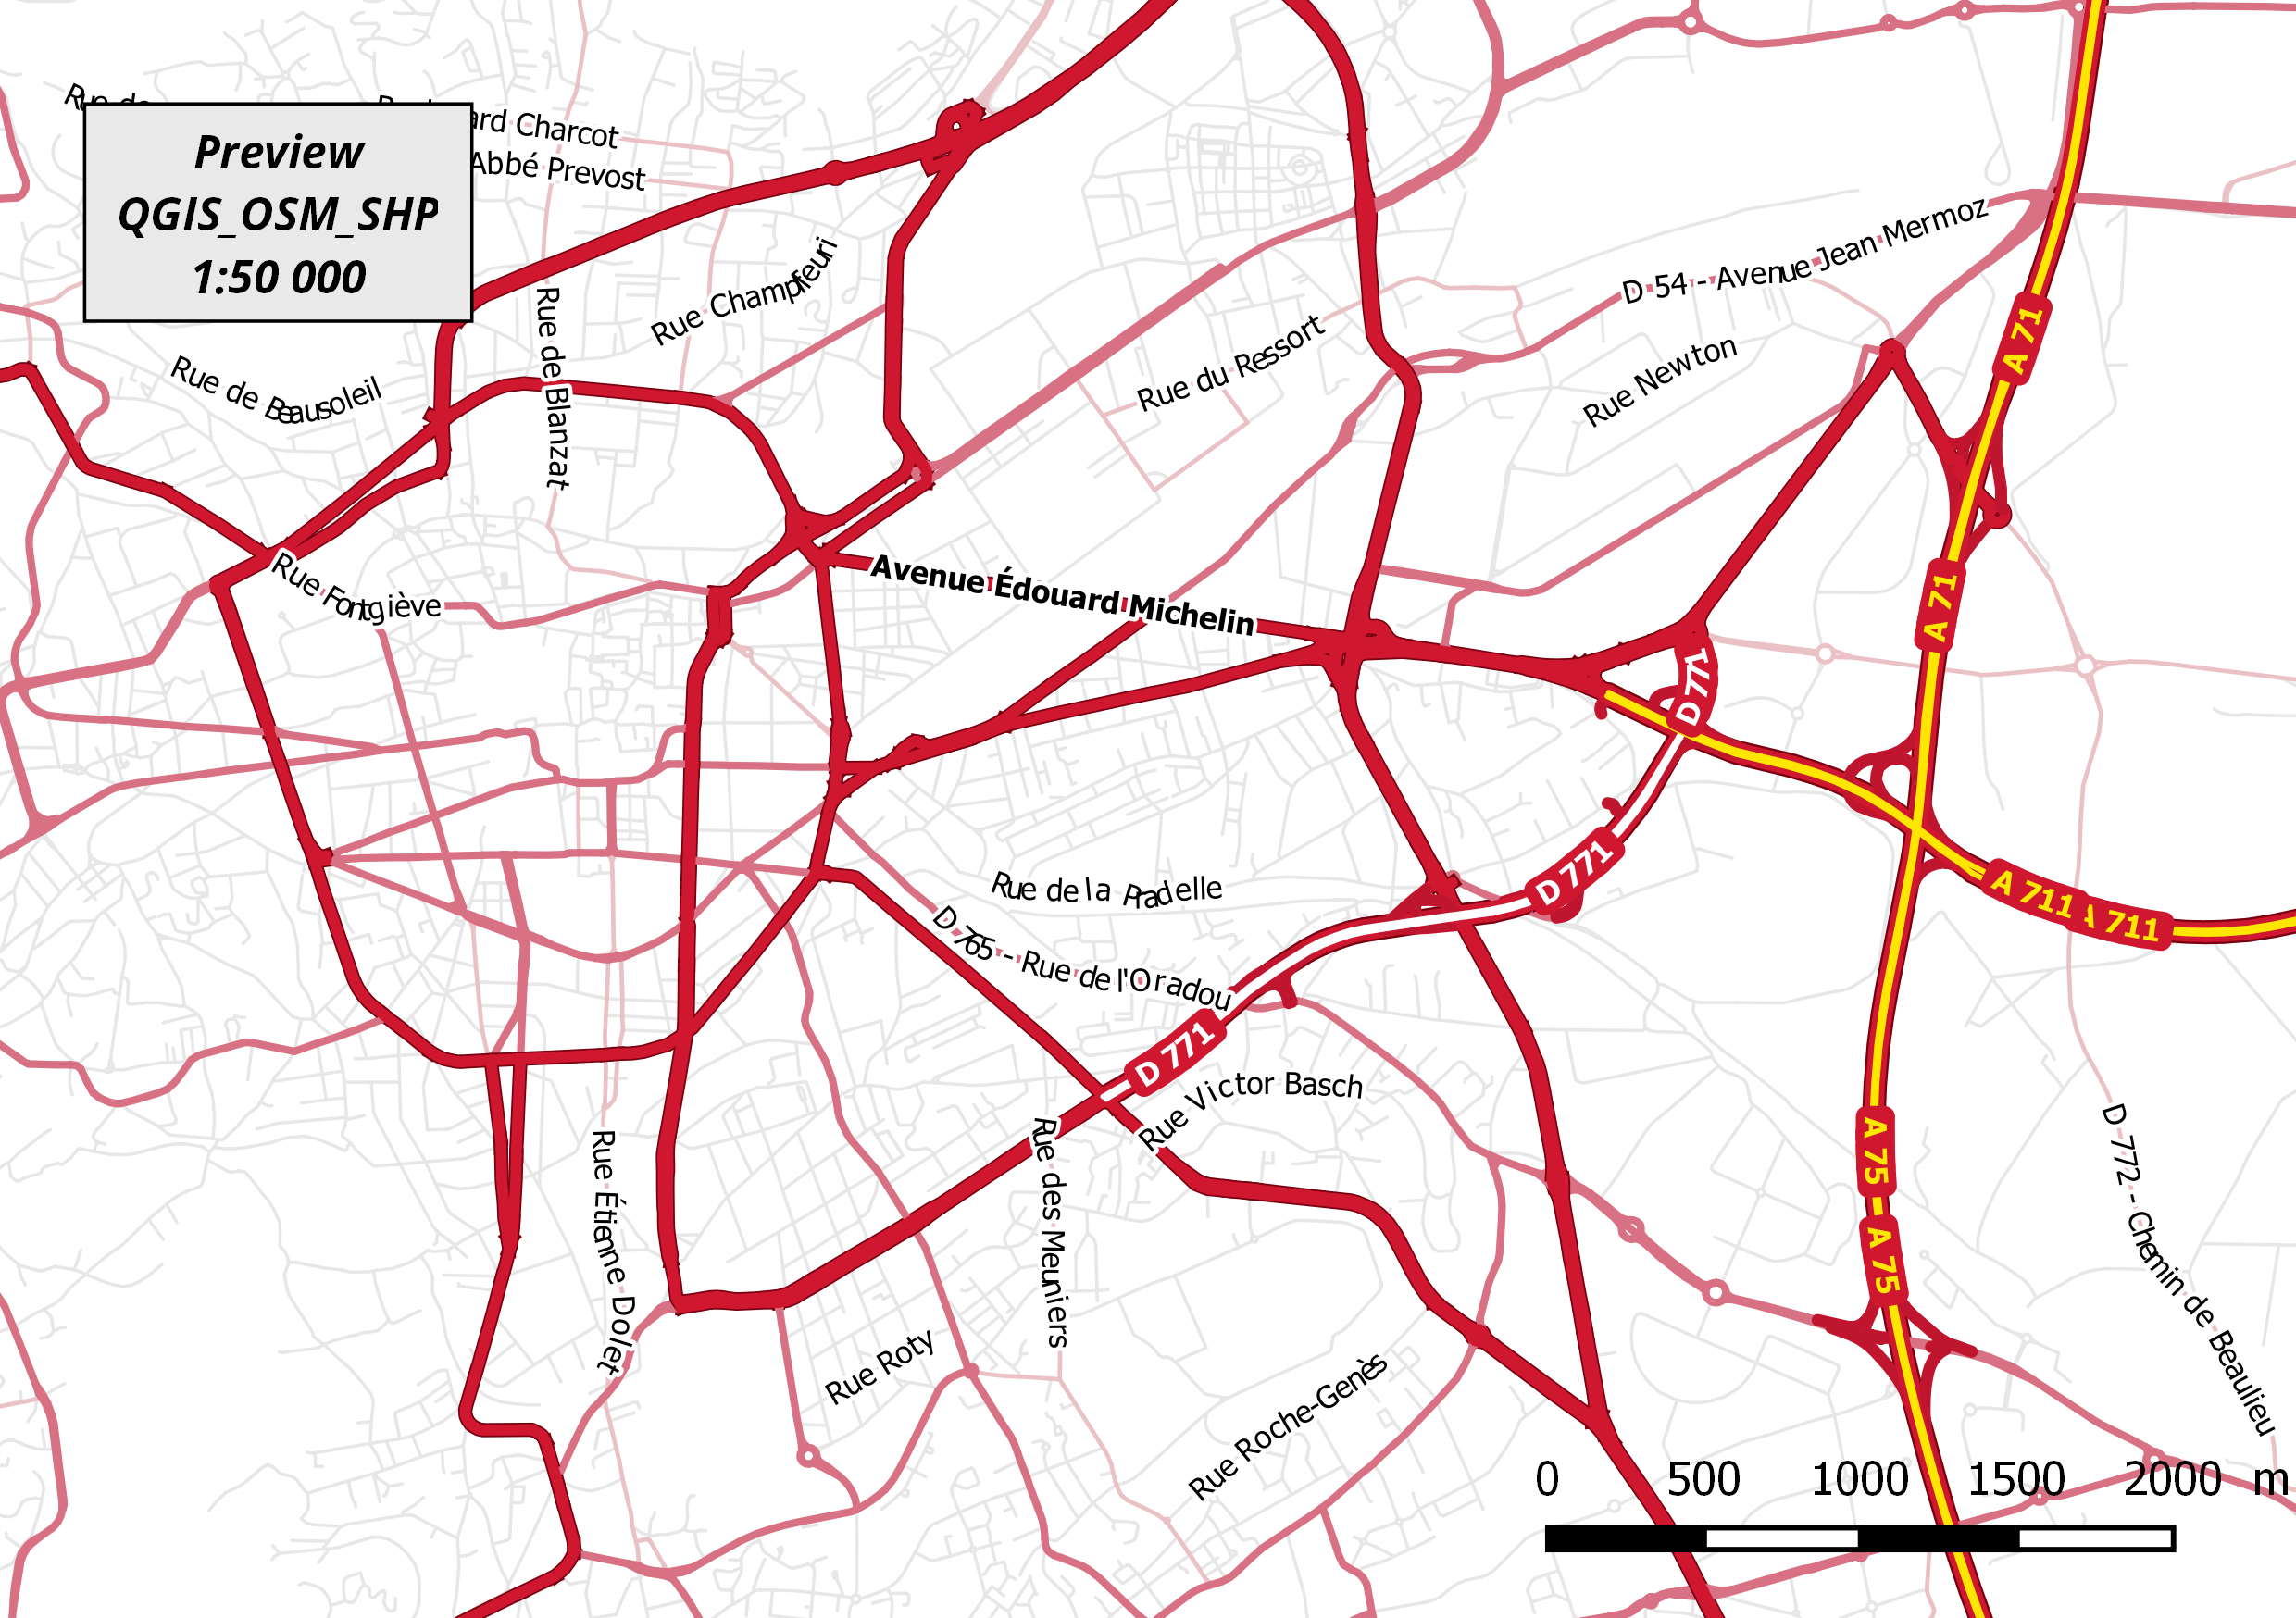 Rue de
Preview
QGIS_OSM_SHP
1:50 000
ard Charcot
Abbé Prevost
Rue Champfleuri
Rue de Blanzat
Rue de Beausoleil
D 54 - Avenue Jean Mermoz
Rue du Ressort
Rue Newton
A 71
Rue Fontgiève
Avenue Édouard Michelin
A 71
D 771
D 771
Rue de la Pradelle
A 711
711
D 765 - Rue de l'Oradou
D 771
Rue Victor Basch
Rue des Meuniers
Rue Étienne Dolet
A 75
A 75
D 772 - Chemin de Beaulieu
Rue Roty
Rue Roche-Genès
0 500 1000 1500 2000 m